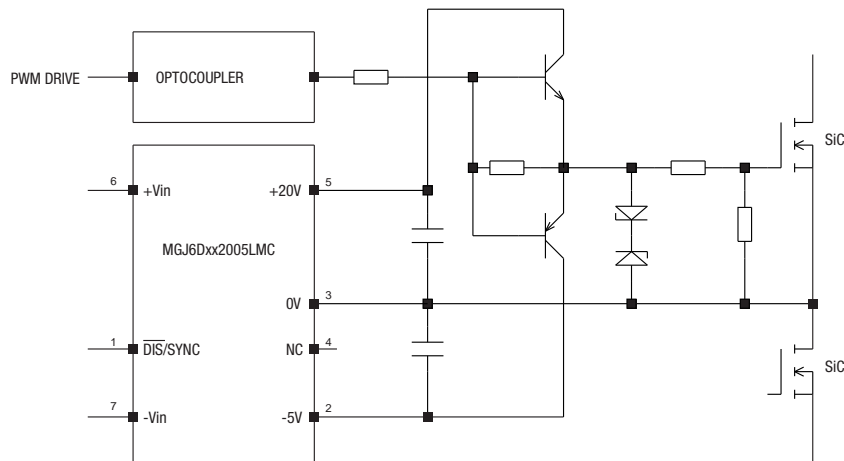 PWM DRIVE
OPTOCOUPLER
SiC
6
+Vin
+20V
5
MGJ6Dxx2005LMC
0V
3
1
DIS/SYNC
NC
4
SiC
7
-Vin
-5V
2